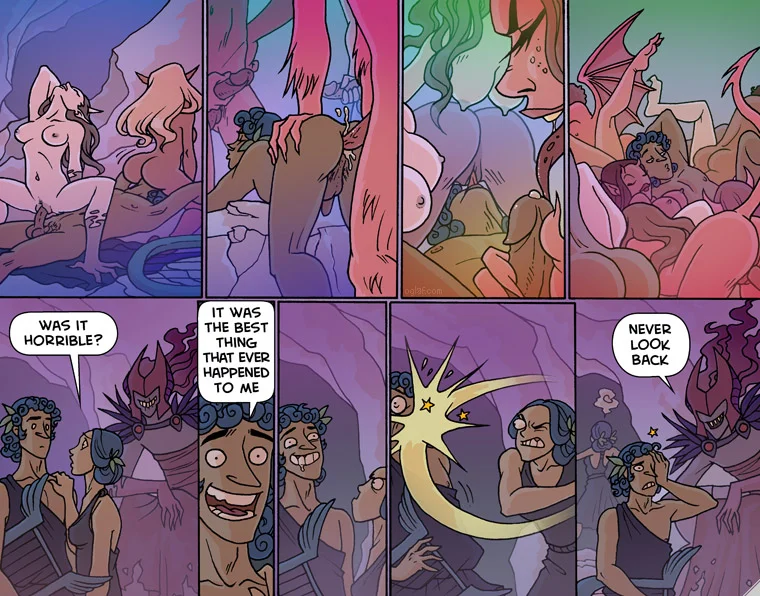 WAS IT
HORRIBLE?
IT WAS
THE BEST
THING
THAT EVER
HAPPENED
TO ME
NEVER
LOOK
BACK